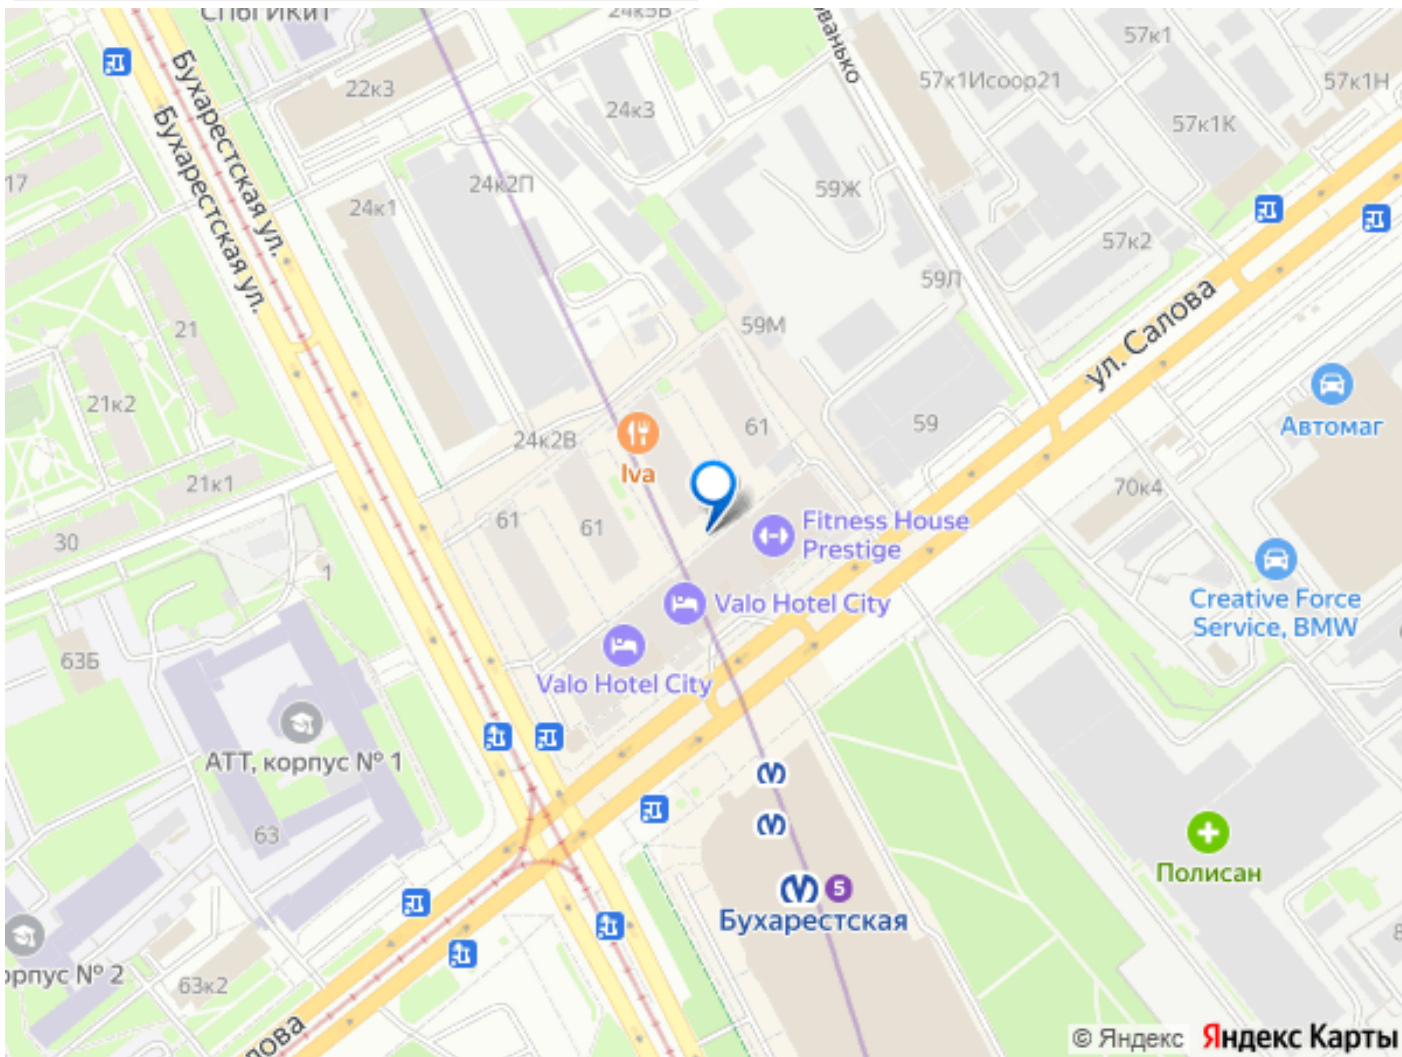 СПбГИКиТ
24к5В
57к1
ованько
57к1Исоор21
57к1Н
22к3
24к3
57к1К
Бухарестская ул.
Бухарестская ул.
17
24к2П
24к1
59Ж
57к2
59Л
21
59М
ул. Салова
21к2
24к2В
61
59
Автомаг
Iva
21к1
70к4
61
61
30
Fitness House
Prestige
1
Valo Hotel City
Creative Force
Service, BMW
63Б
Valo Hotel City
АТТ, корпус № 1
63
Полисан
5
Бухарестская
орпус № 2
63к2
лова
8
© Яндекс Яндекс Карты